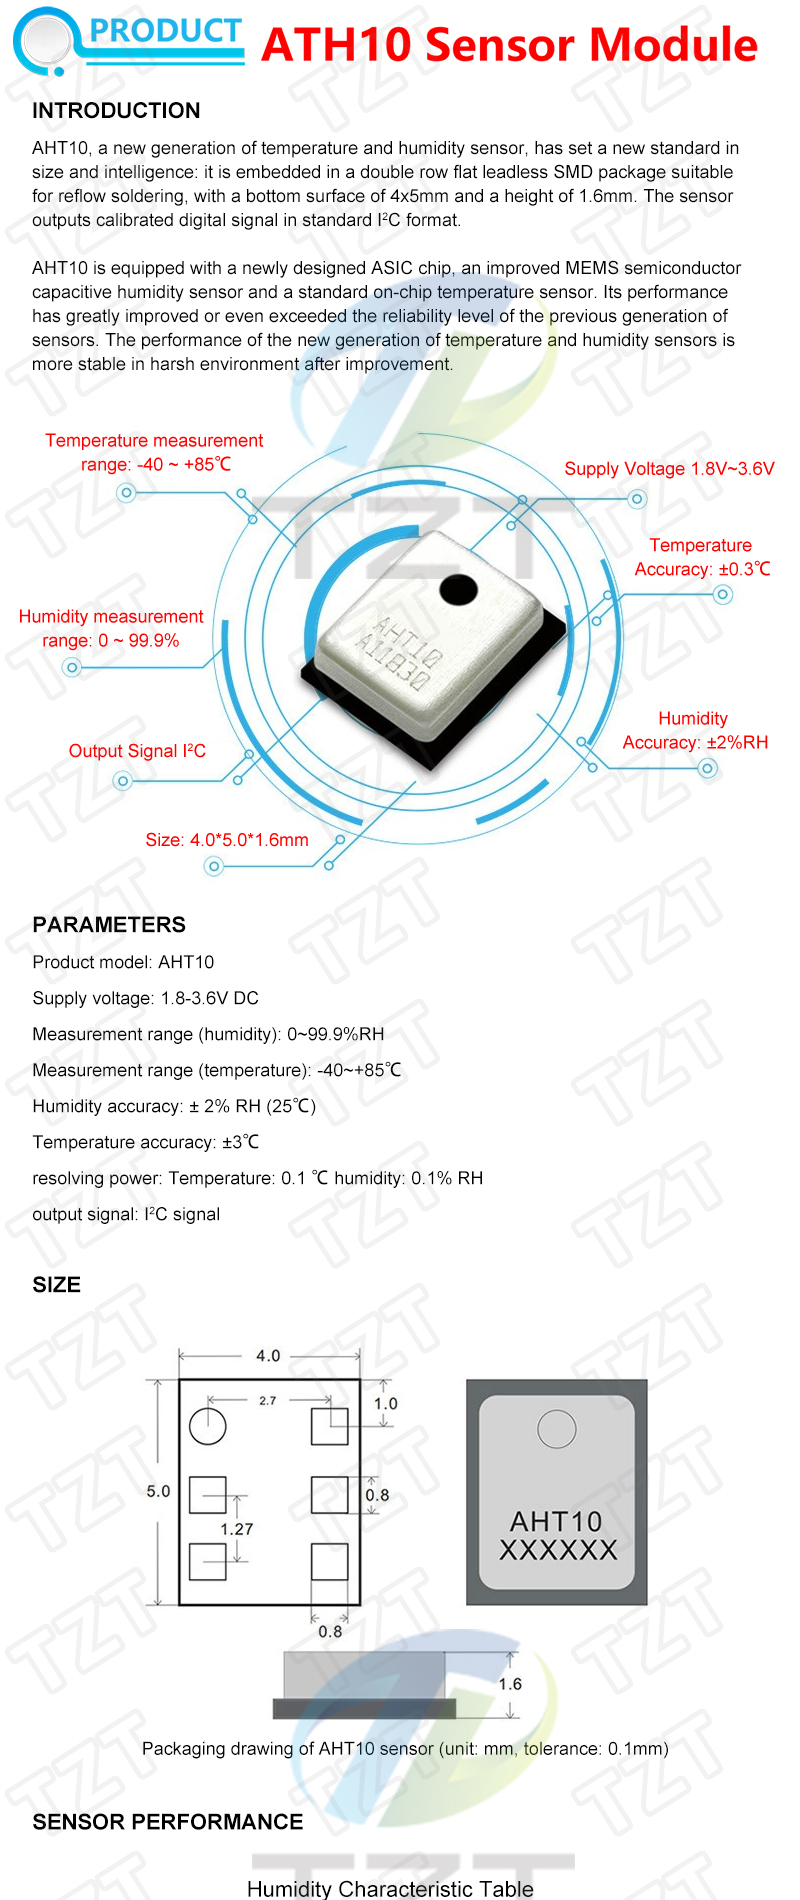 PRODUCT ATH10 Sensor Module
INTRODUCTION
AHT10, a new generation of temperature and humidity sensor, has set a new standard in
size and intelligence: it is embedded in a double row flat leadless SMD package suitable
for reflow soldering, with a bottom surface of 4x5mm and a height of 1.6mm. The sensor
outputs calibrated digital signal in standard I²C format.
AHT10 is equipped with a newly designed ASIC chip, an improved MEMS semiconductor
capacitive humidity sensor and a standard on-chip temperature sensor. Its performance
has greatly improved or even exceeded the reliability level of the previous generation of
sensors. The performance of the new generation of temperature and humidity sensors is
more stable in harsh environment after improvement.
Temperature measurement
range: -40 ~ +85℃
Supply Voltage 1.8V~3.6V
TZT
Temperature
Accuracy: ±0.3℃
Humidity measurement
range: 0 ~ 99.9%
AHT10
A11830
Humidity
Accuracy: ±2%RH
Output Signal I²C
Size: 4.0*5.0*1.6mm
PARAMETERS
Product model: AHT10
Supply voltage: 1.8-3.6V DC
Measurement range (humidity): 0~99.9%RH
Measurement range (temperature): -40~+85℃
Humidity accuracy: ± 2% RH (25℃)
Temperature accuracy: ±3℃
resolving power: Temperature: 0.1 ℃ humidity: 0.1% RH
output signal: I²C signal
SIZE
4.0
2.7
1.0
5.0
0.8
1.27
0.8
AHT10
XXXXXX
1.6
Packaging drawing of AHT10 sensor (unit: mm, tolerance: 0.1mm)
SENSOR PERFORMANCE
TZT
Humidity Characteristic Table